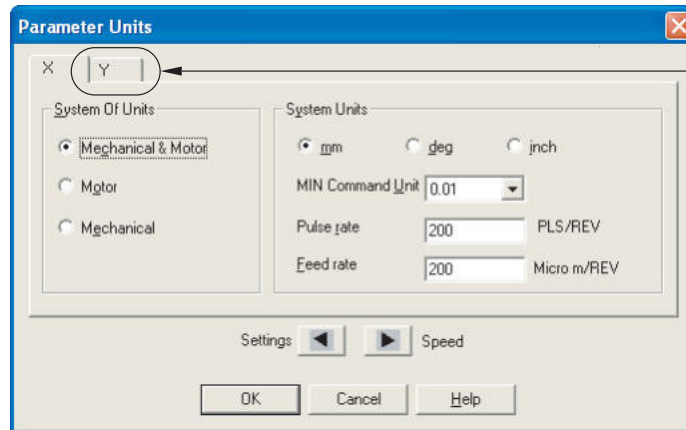 Parameter Units
X Y
System Of Units
Mechanical & Motor
Motor
Mechanical
System Units
mm deg inch
MIN Command Unit 0.01
Pulse rate 200 PLS/REV
Feed rate 200 Micro m/REV
Settings Speed
OK Cancel Help